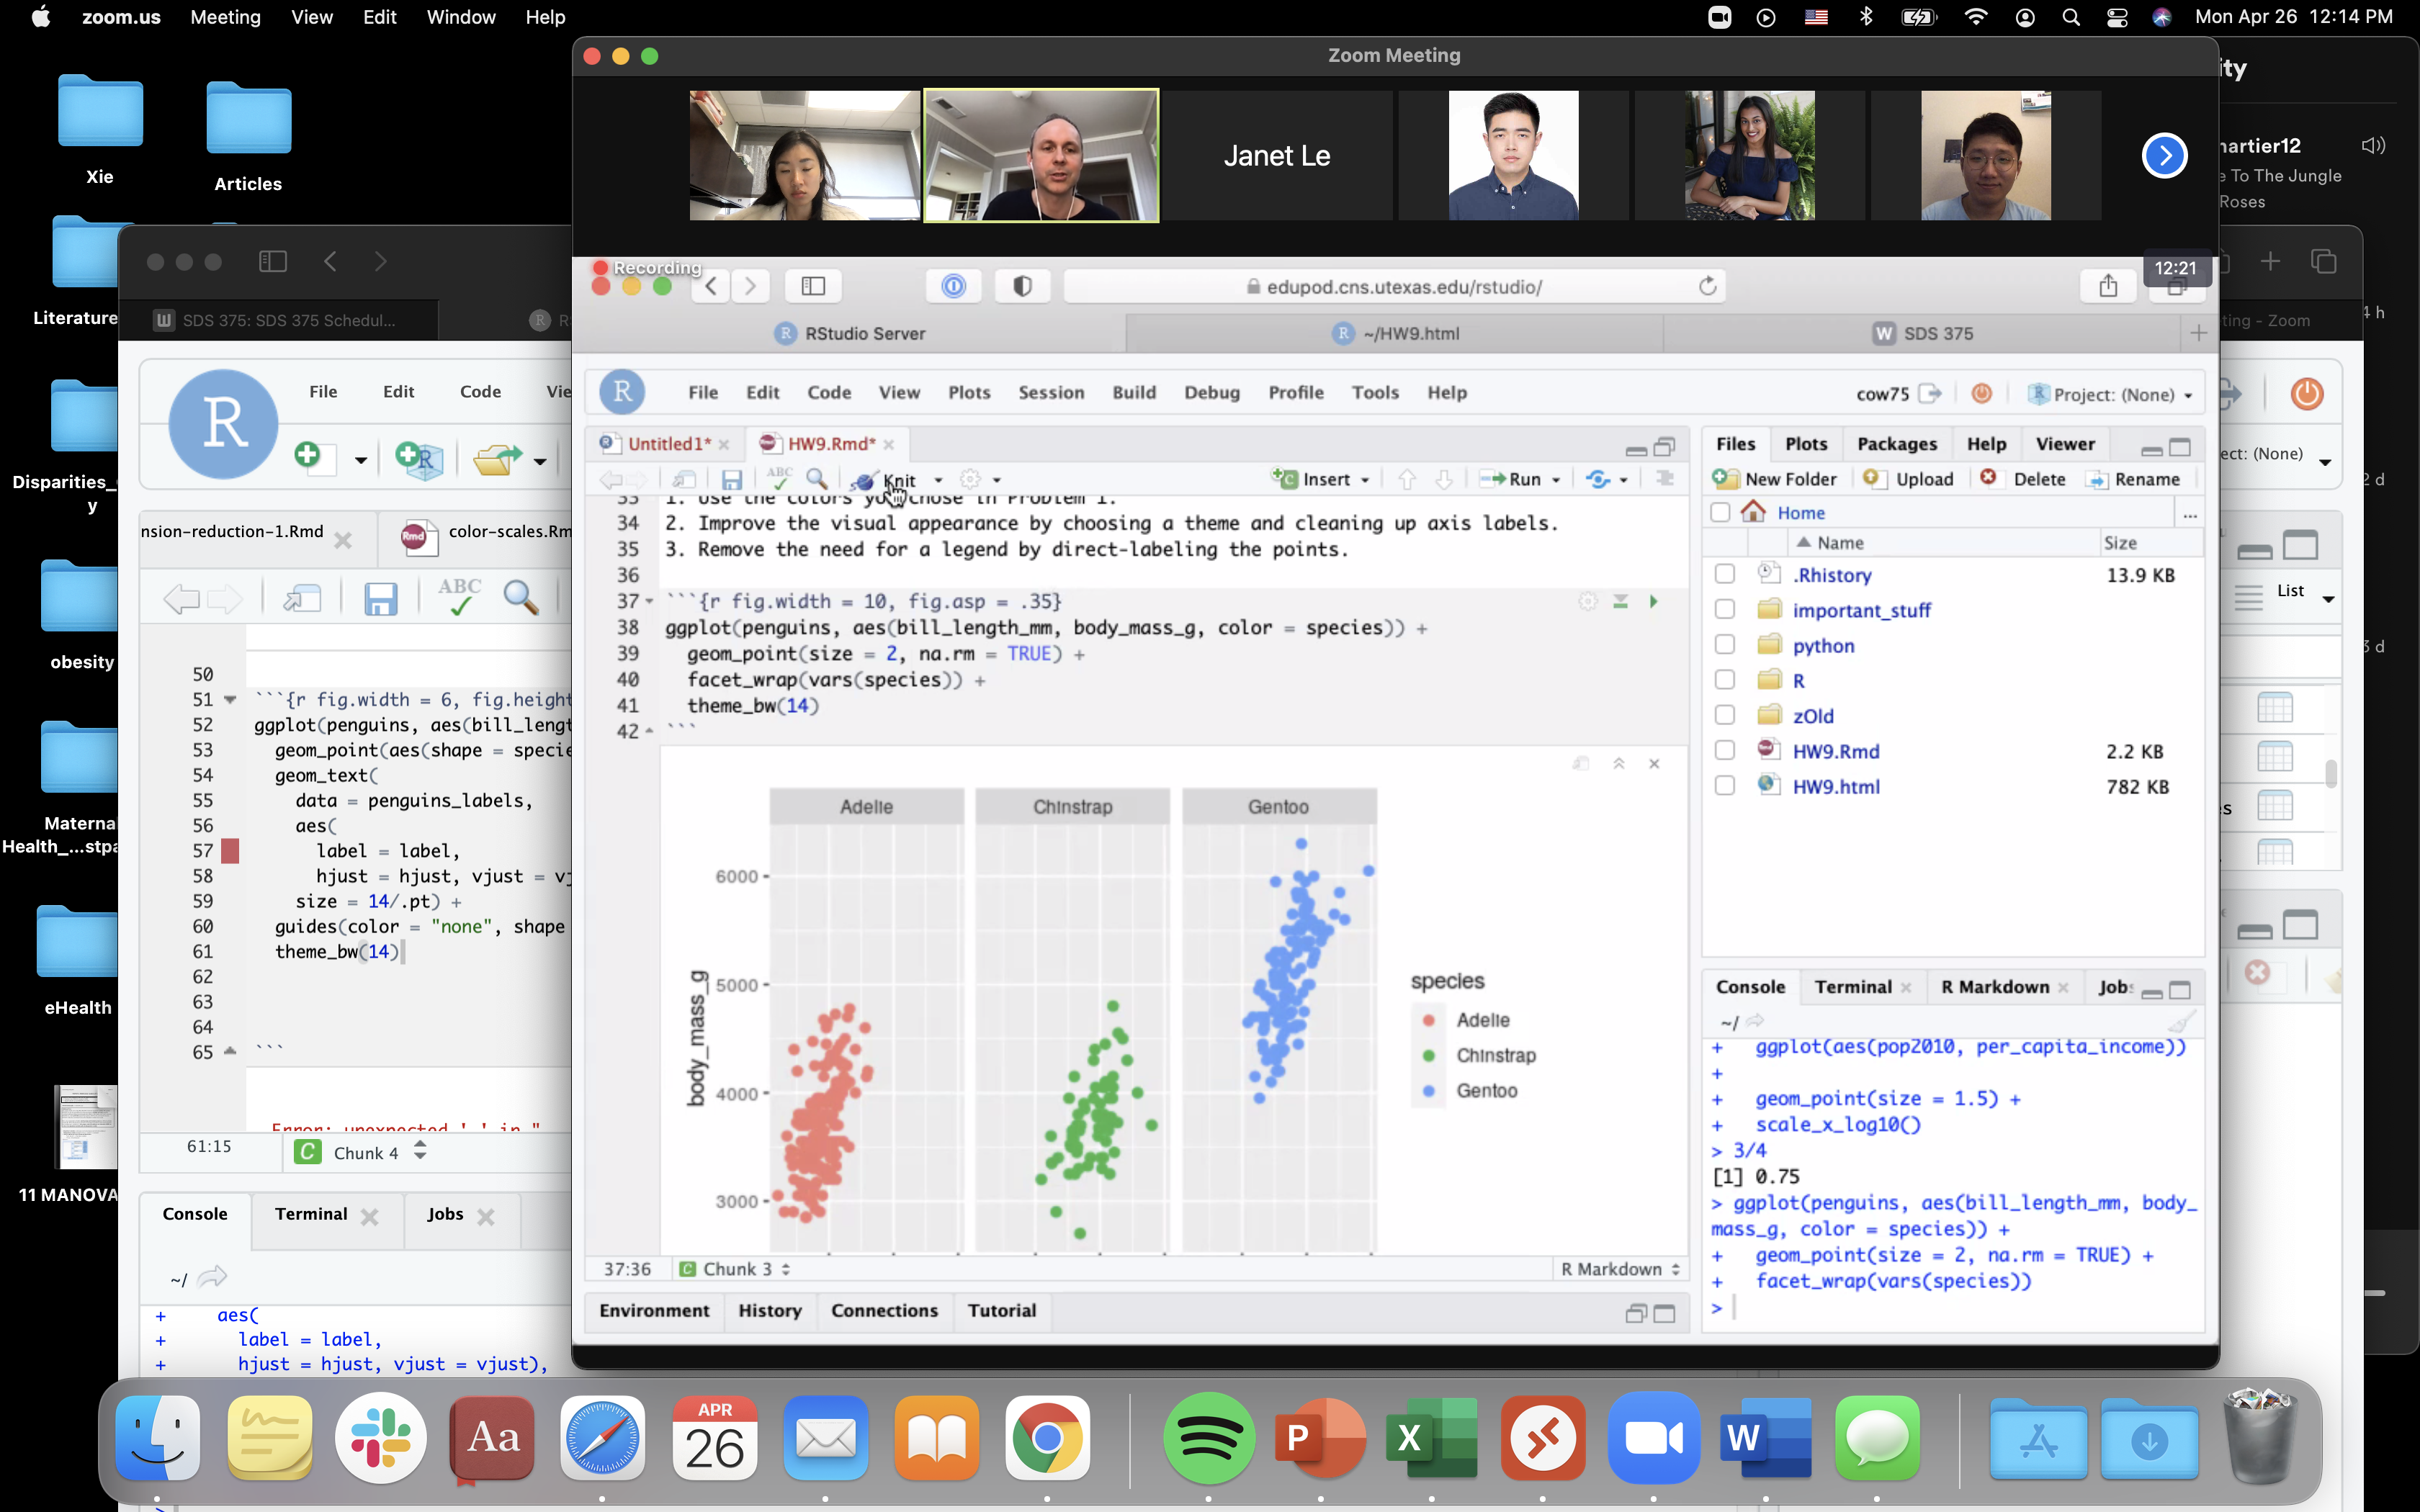 zoom.us Meeting View Edit Window Help
Mon Apr 26 12:14 PM
Xie
Articles
Literature
Disparities_
y
obesity
Materna
Health_...stpa
eHealth
11 MANOVA
Zoom Meeting
Janet Le
ity
nartier12
e To The Jungle
Roses
4 h
2 d
3 d
SDS 375: SDS 375 Schedul...
R
ting - Zoom
R
File Edit Code Vie
nsion-reduction-1.Rmd
Rmd color-scales.Rm
ABC
50
51 ```{r fig.width = 6, fig.height
52 ggplot(penguins, aes(bill_lengt
53 geom_point(aes(shape = specie
54 geom_text(
55 data = penguins_labels,
56 aes(
57 label = label,
58 hjust = hjust, vjust = vj
59 size = 14/.pt) +
60 guides(color = "none", shape
61 theme_bw(14)
62
63
64
65 ```
61:15 C Chunk 4
Console Terminal Jobs
~/
+ aes(
+ label = label,
+ hjust = hjust, vjust = vjust),
ect: (None)
List
Recording
edupod.cns.utexas.edu/rstudio/
12:21
R RStudio Server
R ~/HW9.html
W SDS 375
R File Edit Code View Plots Session Build Debug Profile Tools Help
cow75 Project: (None)
Untitled1* HW9.Rmd*
ABC Knit Insert Run
33 1. Use the colors you chose in Problem 1.
34 2. Improve the visual appearance by choosing a theme and cleaning up axis labels.
35 3. Remove the need for a legend by direct-labeling the points.
36
37 ```{r fig.width = 10, fig.asp = .35}
38 ggplot(penguins, aes(bill_length_mm, body_mass_g, color = species)) +
39 geom_point(size = 2, na.rm = TRUE) +
40 facet_wrap(vars(species)) +
41 theme_bw(14)
42 ```
Adelie Chinstrap Gentoo
6000
5000
4000
3000
body_mass_g
species
Adelie
Chinstrap
Gentoo
37:36 C Chunk 3 R Markdown
Environment History Connections Tutorial
Files Plots Packages Help Viewer
New Folder Upload Delete Rename
Home ...
Name Size
.Rhistory 13.9 KB
important_stuff
python
R
zOld
HW9.Rmd 2.2 KB
HW9.html 782 KB
Console Terminal R Markdown Job
~/
+ ggplot(aes(pop2010, per_capita_income))
+
+ geom_point(size = 1.5) +
+ scale_x_log10()
> 3/4
[1] 0.75
> ggplot(penguins, aes(bill_length_mm, body_
mass_g, color = species)) +
+ geom_point(size = 2, na.rm = TRUE) +
+ facet_wrap(vars(species))
>
Aa
APR
26
P
X
W